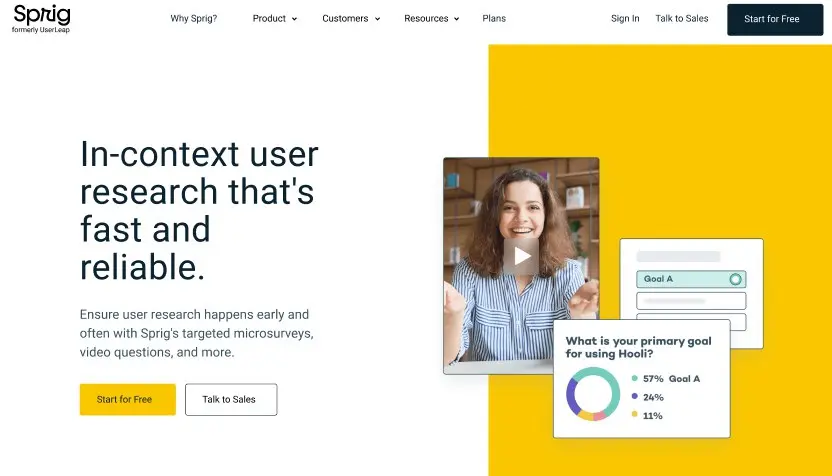 Sprig
formerly UserLeap
Why Sprig?
Product
Customers
Resources
Plans
Sign In
Talk to Sales
Start for Free
In-context user
research that's
fast and
reliable.
Ensure user research happens early and
often with Sprig's targeted microsurveys,
video questions, and more.
Start for Free
Talk to Sales
Goal A
What is your primary goal
for using Hooli?
57% Goal A
24%
11%